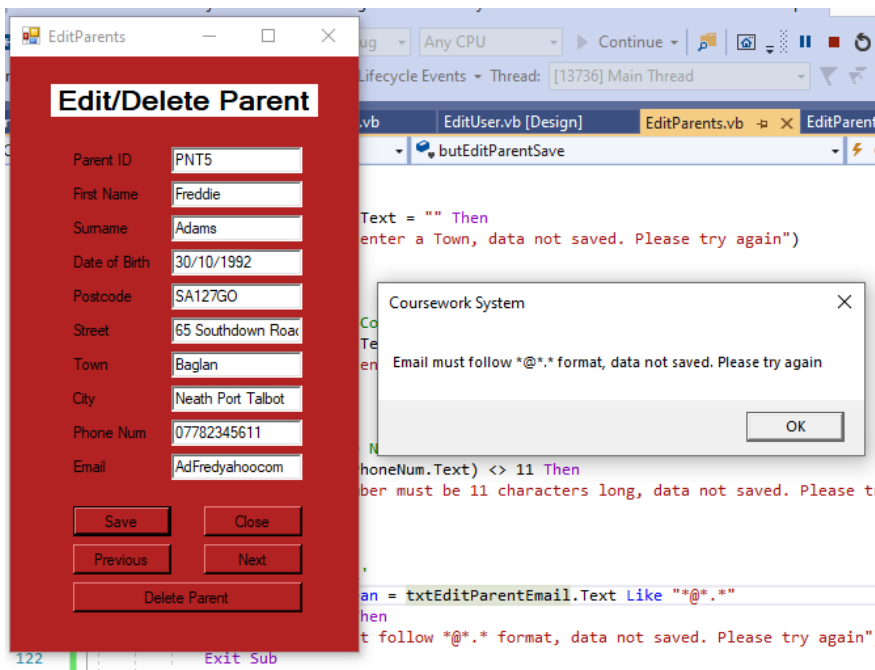 EditParents
ug Any CPU Continue
Lifecycle Events Thread: [13736] Main Thread
Edit/Delete Parent
.vb EditUser.vb [Design] EditParents.vb EditParent
butEditParentSave
Parent ID PNT5
First Name Freddie
Surname Adams
Text = "" Then
enter a Town, data not saved. Please try again")
Date of Birth 30/10/1992
Postcode SA127GO
Street 65 Southdown Road
Town Baglan
City Neath Port Talbot
Phone Num 07782345611
Email AdFredyahoocom
Co
Te
en
Coursework System
Email must follow *@*.* format, data not saved. Please try again
OK
N
honeNum.Text) <> 11 Then
ber must be 11 characters long, data not saved. Please t
Save Close
Previous Next
Delete Parent
an = txtEditParentEmail.Text Like "*@*.*"
hen
t follow *@*.* format, data not saved. Please try again"
122 Exit Sub